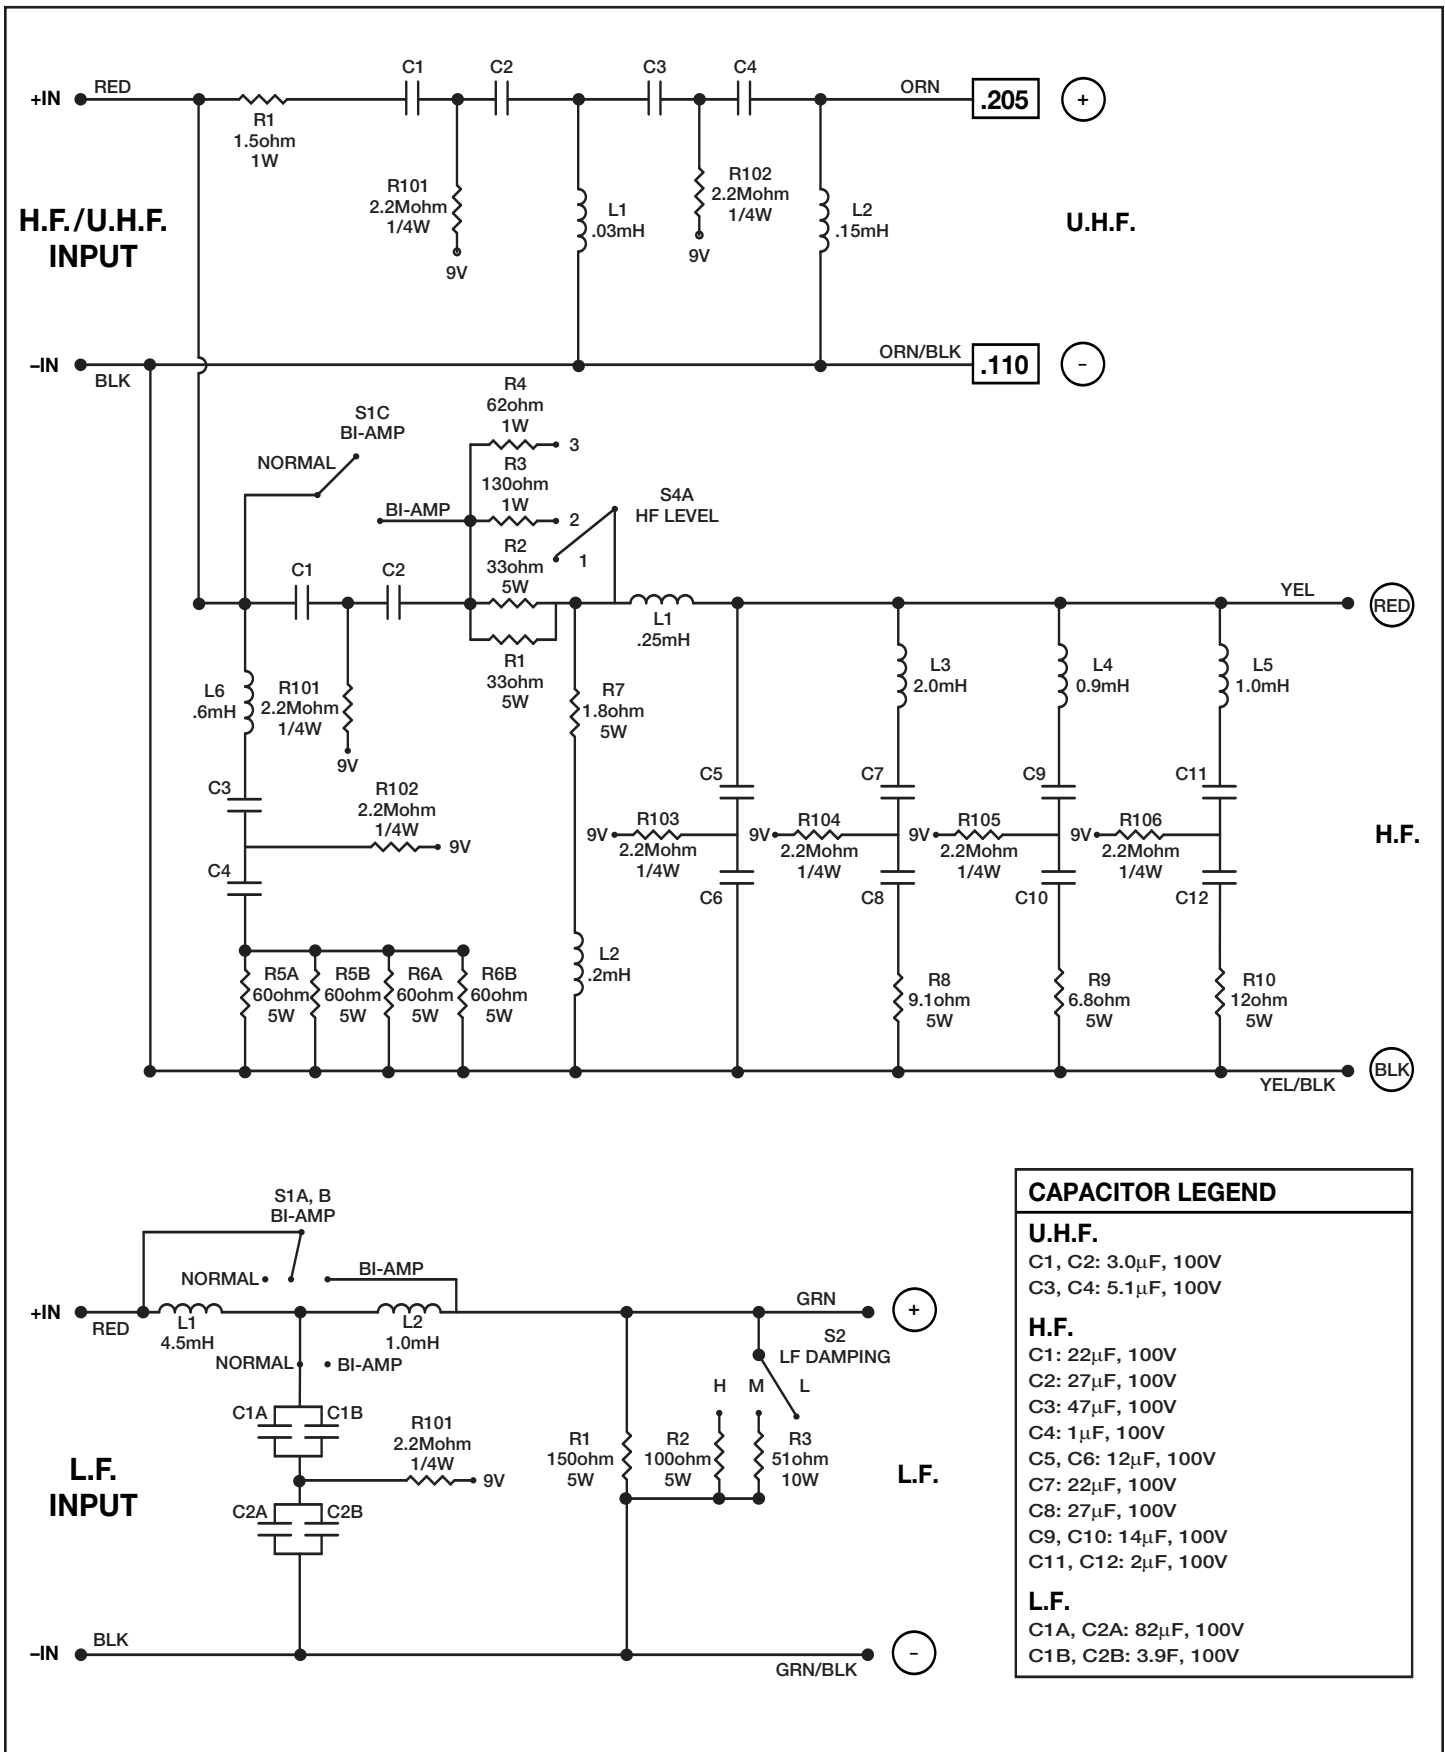 C1
C2
C3
C4
+IN
RED
R1
1.5ohm
1W
ORN
.205
+
R101
2.2Mohm
1/4W
9V
L1
.03mH
R102
2.2Mohm
1/4W
9V
L2
.15mH
H.F./U.H.F.
INPUT
U.H.F.
–IN
BLK
ORN/BLK
.110
-
S1C
BI-AMP
NORMAL
R4
62ohm
1W
3
BI-AMP
R3
130ohm
1W
2
S4A
HF LEVEL
1
R2
33ohm
5W
C1
C2
R1
33ohm
5W
L1
.25mH
YEL
RED
L6
.6mH
R101
2.2Mohm
1/4W
9V
R7
1.8ohm
5W
L3
2.0mH
L4
0.9mH
L5
1.0mH
C3
R102
2.2Mohm
1/4W
9V
C4
C5
C7
C9
C11
9V
R103
2.2Mohm
1/4W
9V
R104
2.2Mohm
1/4W
9V
R105
2.2Mohm
1/4W
9V
R106
2.2Mohm
1/4W
C6
C8
C10
C12
H.F.
R5A
60ohm
5W
R5B
60ohm
5W
R6A
60ohm
5W
R6B
60ohm
5W
L2
.2mH
R8
9.1ohm
5W
R9
6.8ohm
5W
R10
12ohm
5W
YEL/BLK
BLK
S1A, B
BI-AMP
NORMAL
BI-AMP
+IN
RED
L1
4.5mH
L2
1.0mH
GRN
+
NORMAL
BI-AMP
S2
LF DAMPING
H
M
L
C1A
C1B
R101
2.2Mohm
1/4W
9V
R1
150ohm
5W
R2
100ohm
5W
R3
51ohm
10W
C2A
C2B
L.F.
INPUT
L.F.
–IN
BLK
GRN/BLK
-
CAPACITOR LEGEND
U.H.F.
C1, C2: 3.0µF, 100V
C3, C4: 5.1µF, 100V
H.F.
C1: 22µF, 100V
C2: 27µF, 100V
C3: 47µF, 100V
C4: 1µF, 100V
C5, C6: 12µF, 100V
C7: 22µF, 100V
C8: 27µF, 100V
C9, C10: 14µF, 100V
C11, C12: 2µF, 100V
L.F.
C1A, C2A: 82µF, 100V
C1B, C2B: 3.9F, 100V